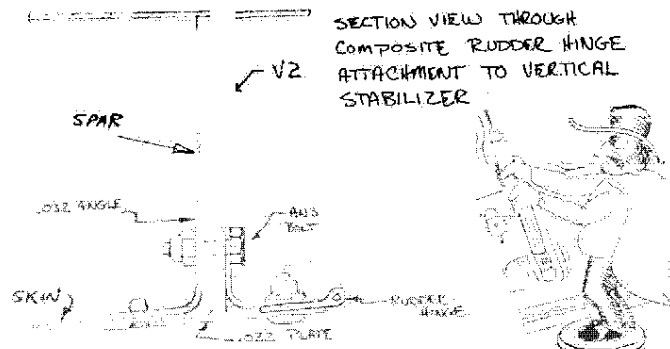 SECTION VIEW THROUGH
COMPOSITE RUDDER HINGE
ATTACHMENT TO VERTICAL
STABILIZER
V2
SPAR
.032 ANGLE
AN3
BOLT
SKIN
RUDDER
HINGE
.032 PLATE